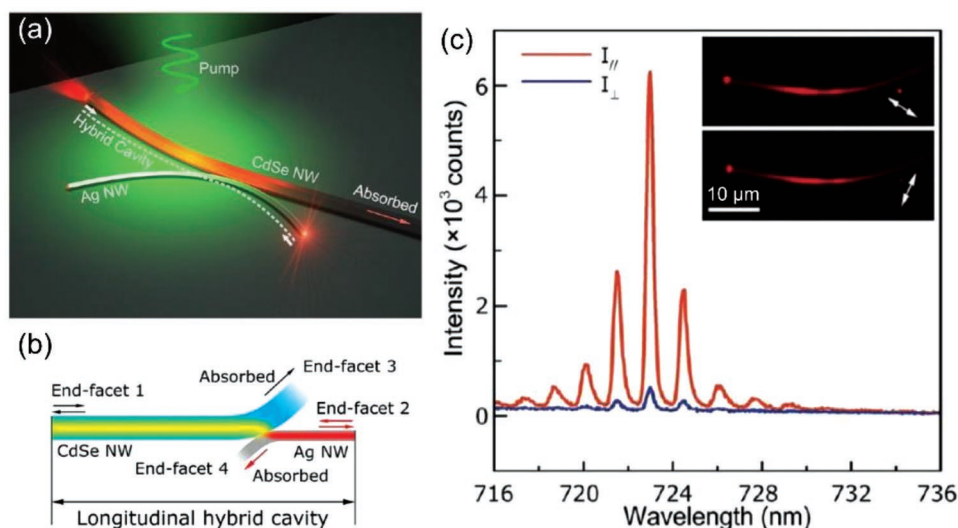 (a)
Pump
Hybrid Cavity
CdSe NW
Ag NW
Absorbed
(b)
End-facet 1
Absorbed
End-facet 3
End-facet 2
CdSe NW
End-facet 4
Absorbed
Ag NW
Longitudinal hybrid cavity
(c)
I//
I⊥
10 µm
Intensity (×10³ counts)
6
4
2
0
716 720 724 728 732 736
Wavelength (nm)